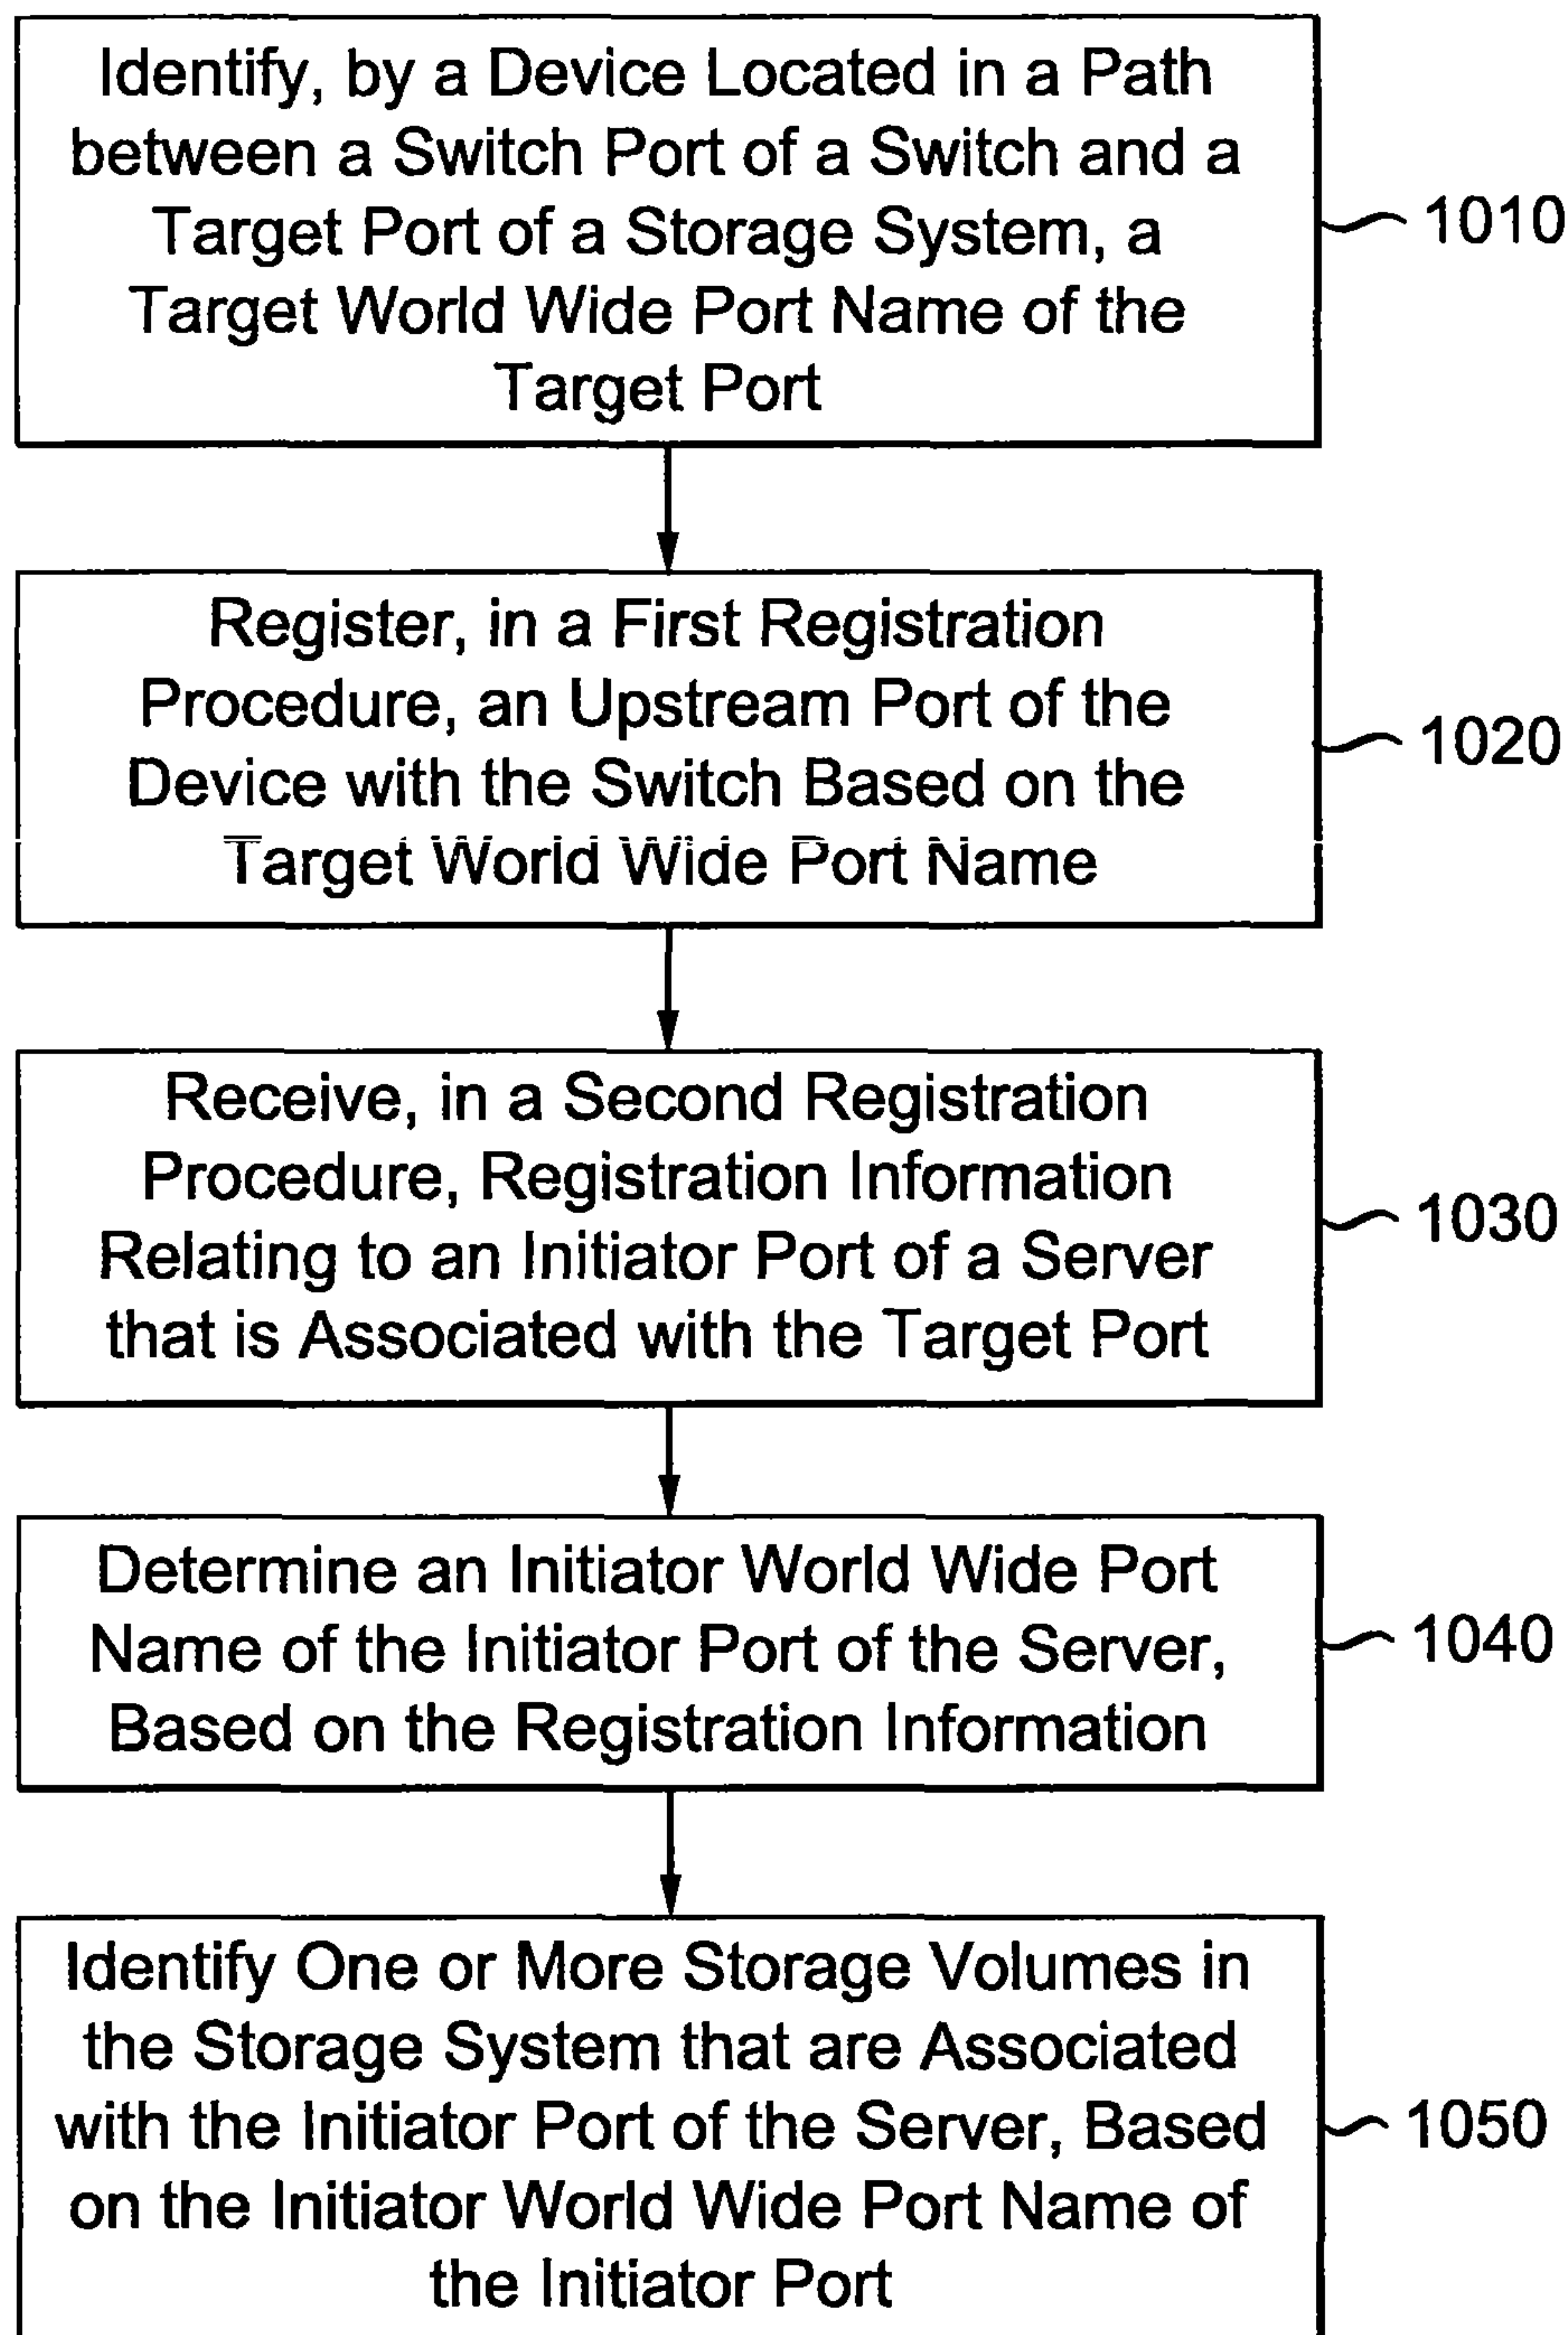 Identify, by a Device Located in a Path
between a Switch Port of a Switch and a
Target Port of a Storage System, a
Target World Wide Port Name of the
Target Port
1010
Register, in a First Registration
Procedure, an Upstream Port of the
Device with the Switch Based on the
Target World Wide Port Name
1020
Receive, in a Second Registration
Procedure, Registration Information
Relating to an Initiator Port of a Server
that is Associated with the Target Port
1030
Determine an Initiator World Wide Port
Name of the Initiator Port of the Server,
Based on the Registration Information
1040
Identify One or More Storage Volumes in
the Storage System that are Associated
with the Initiator Port of the Server, Based
on the Initiator World Wide Port Name of
the Initiator Port
1050